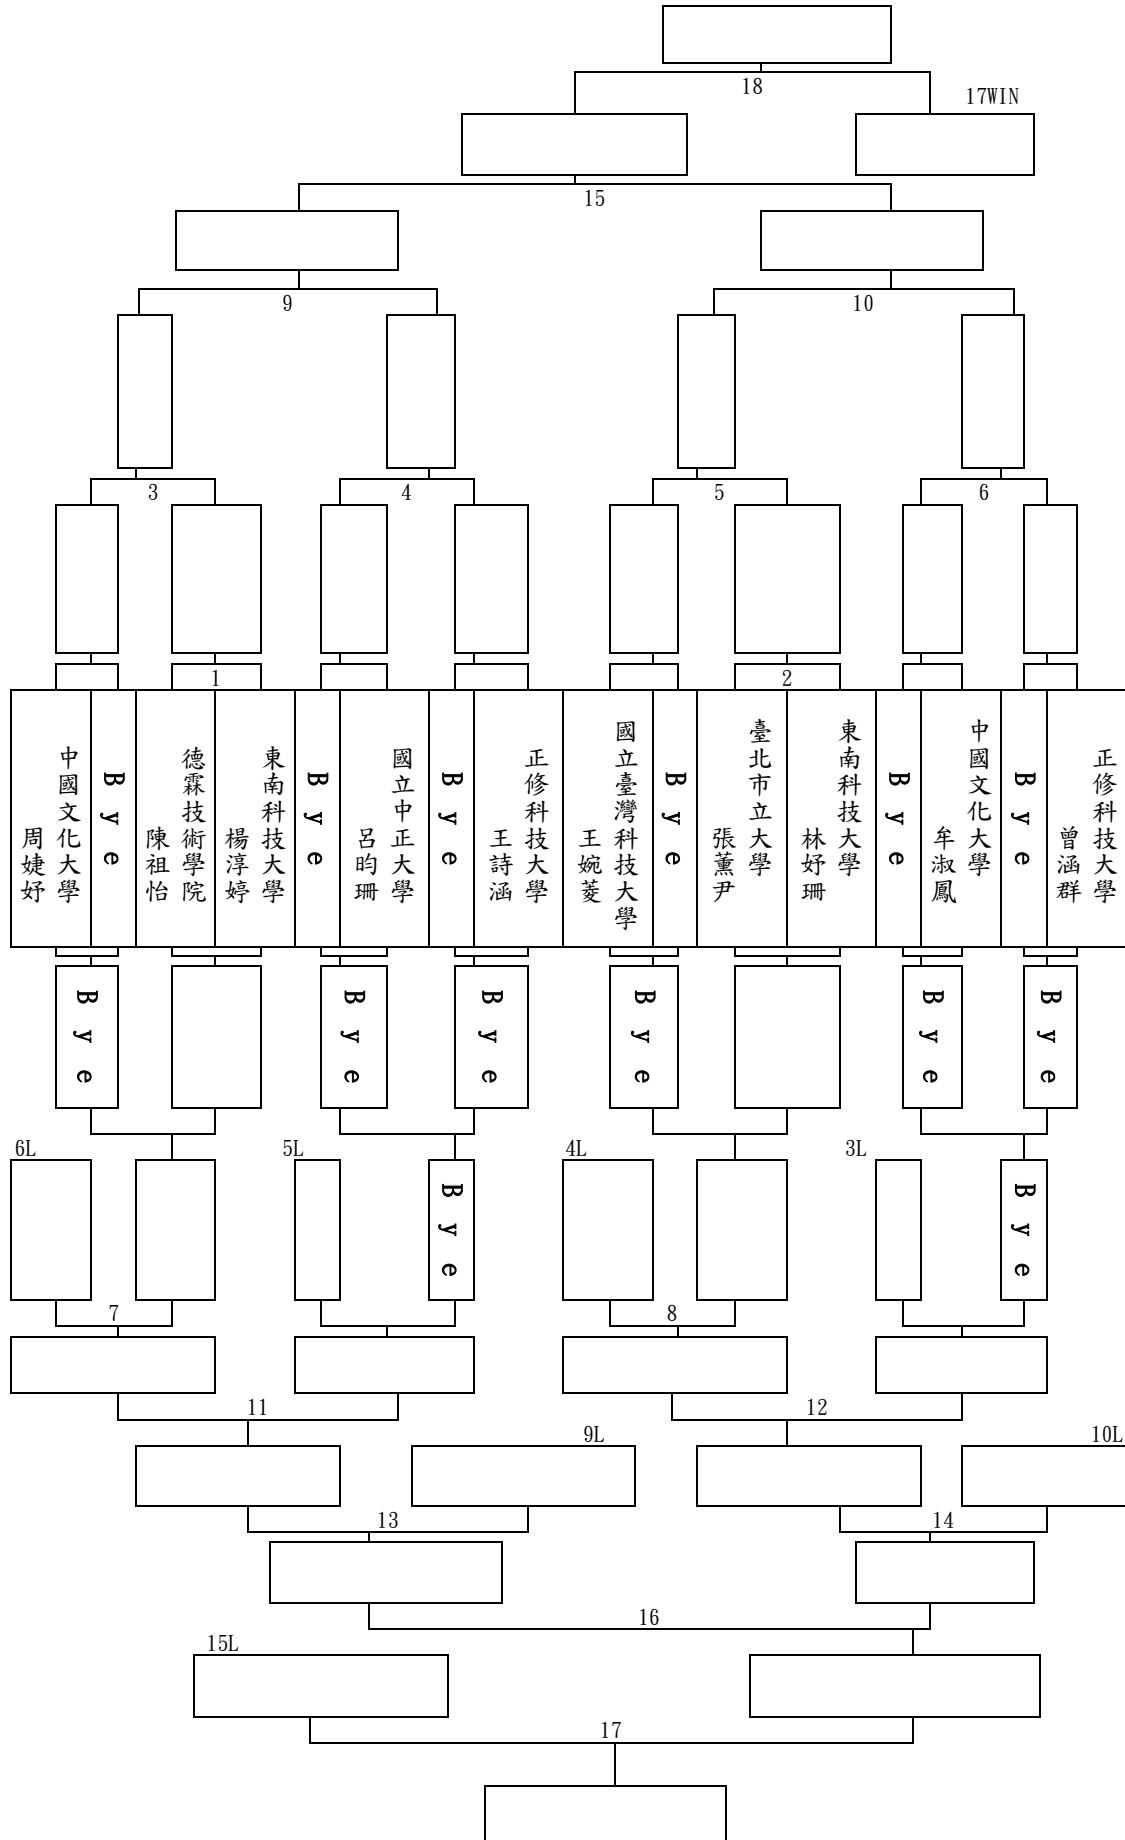 18
17WIN
15
9
10
3
4
5
6
1
2
中國文化大學
周婕妤
Bye
德霖技術學院
陳祖怡
東南科技大學
楊淳婷
Bye
國立中正大學
呂昀珊
Bye
正修科技大學
王詩涵
國立臺灣科技大學
王婉菱
Bye
臺北市立大學
張薰尹
東南科技大學
林妤珊
Bye
中國文化大學
牟淑鳳
Bye
正修科技大學
曾涵群
Bye
Bye
Bye
Bye
Bye
Bye
6L
5L
4L
3L
Bye
Bye
7
8
11
12
9L
10L
13
14
16
15L
17